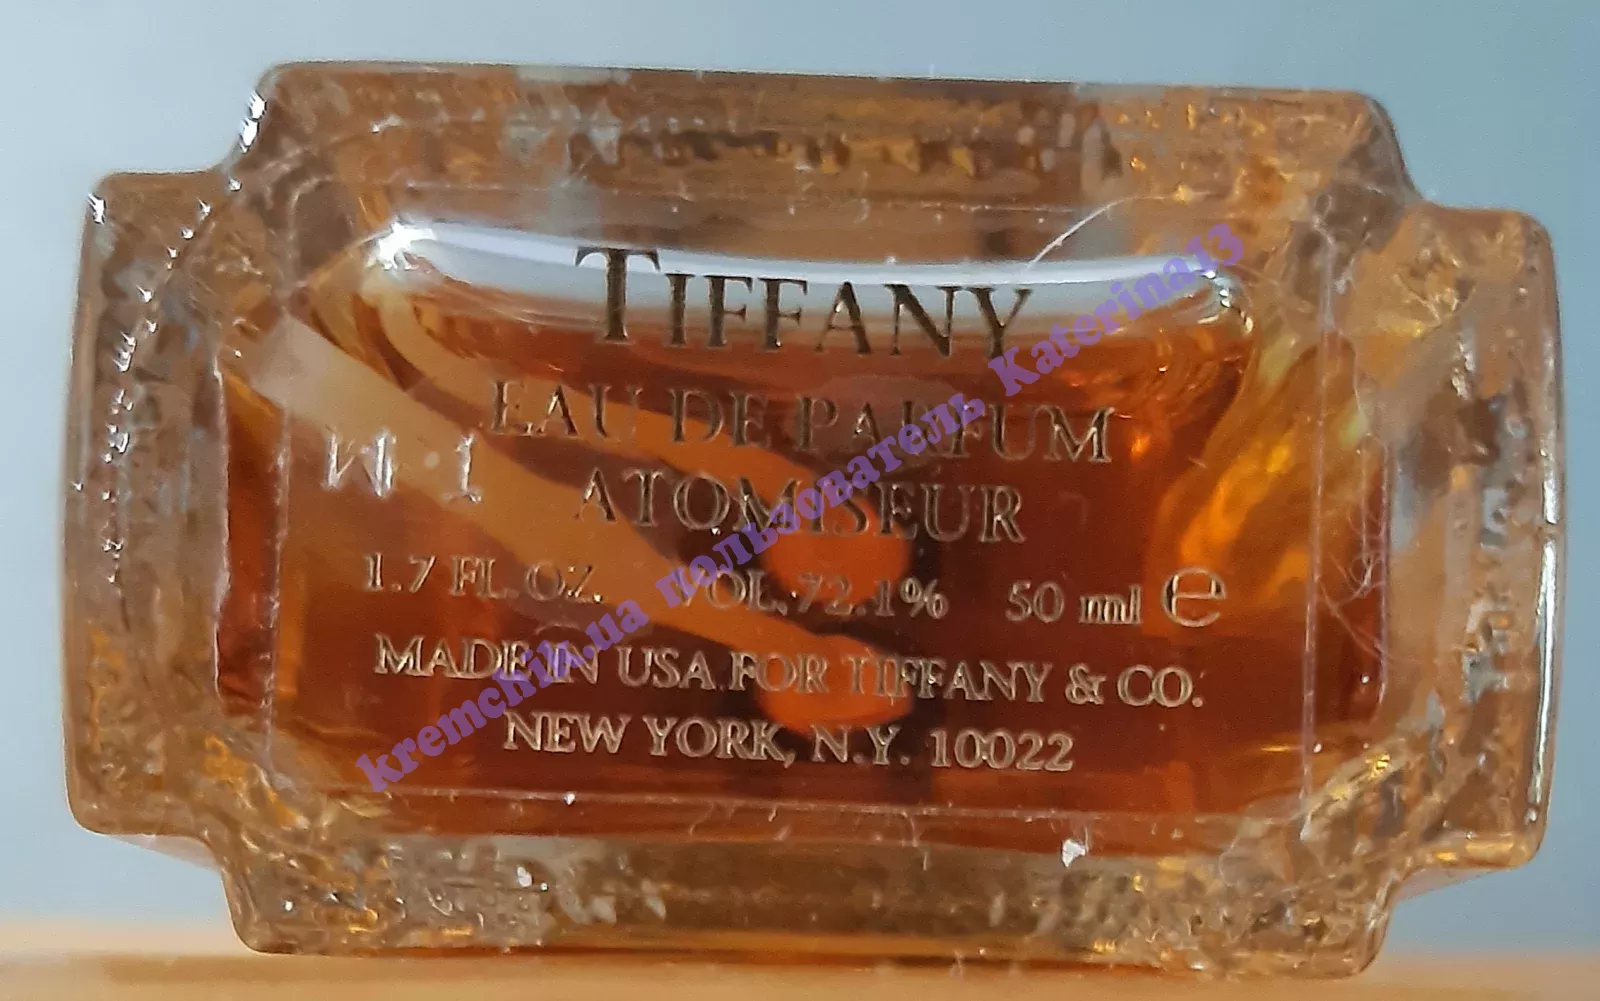 TIFFANY
EAU DE PARFUM
ATOMISEUR
W 1
1.7 FL. OZ. VOL. 72.1% 50 ml ℮
MADE IN USA FOR TIFFANY & CO.
NEW YORK, N.Y. 10022
kremchik.ua пользователь Katerina13